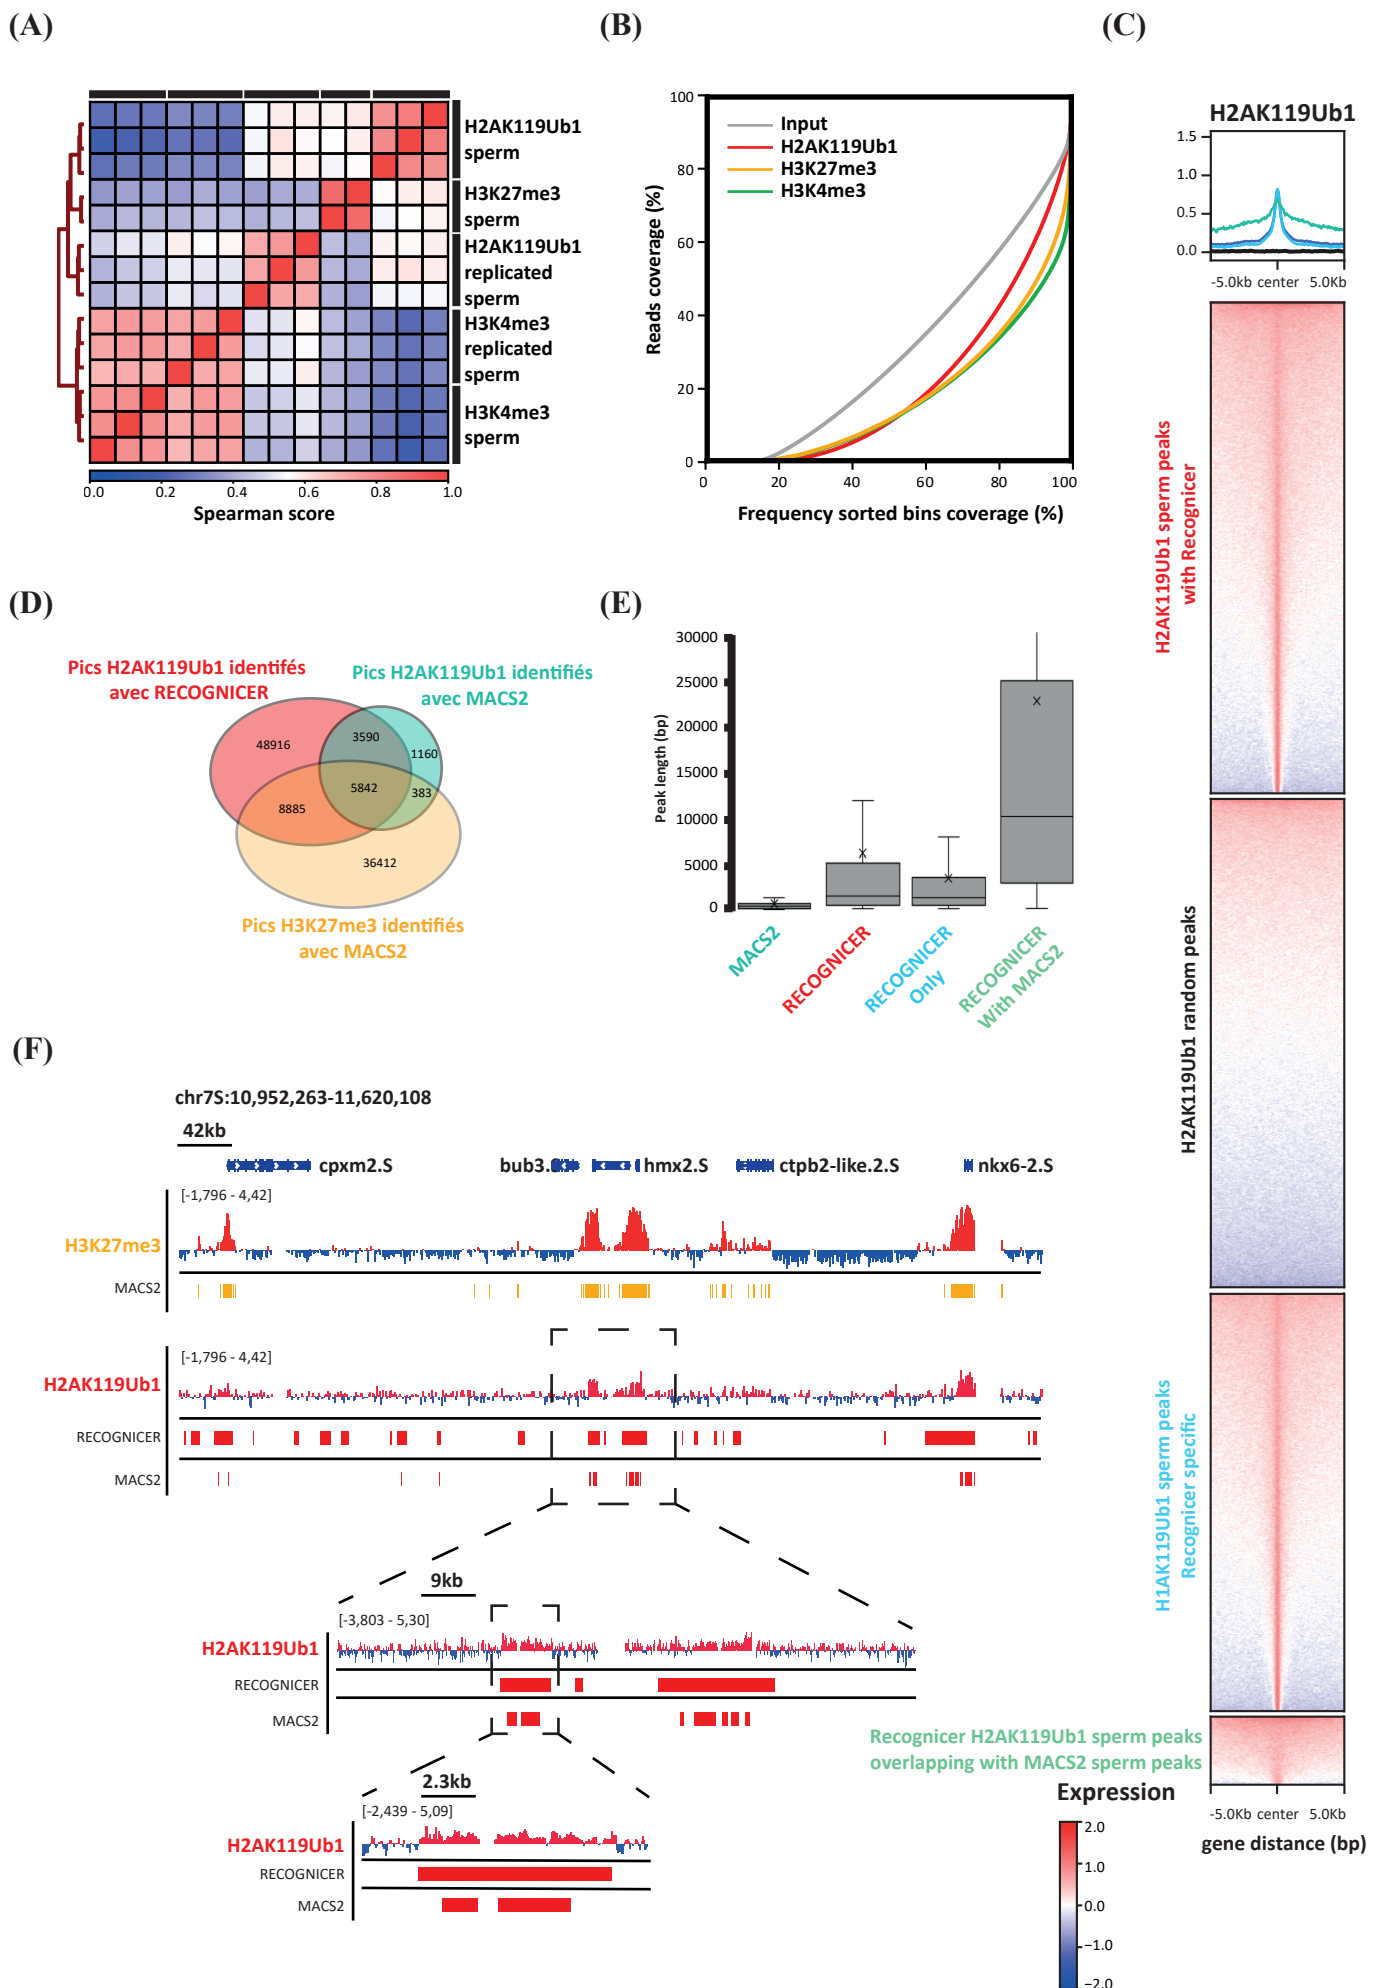 (A)
H2AK119Ub1
sperm
H3K27me3
sperm
H2AK119Ub1
replicated
sperm
H3K4me3
replicated
sperm
H3K4me3
sperm
0.0 0.2 0.4 0.6 0.8 1.0
Spearman score
(B)
Reads coverage (%)
100
80
60
40
20
0
Input
H2AK119Ub1
H3K27me3
H3K4me3
0 20 40 60 80 100
Frequency sorted bins coverage (%)
(C)
H2AK119Ub1
1.5
1.0
0.5
0.0
-5.0kb center 5.0Kb
H2AK119Ub1 sperm peaks
with Recognicer
H2AK119Ub1 random peaks
H1AK119Ub1 sperm peaks
Recognicer specific
Recognicer H2AK119Ub1 sperm peaks
overlapping with MACS2 sperm peaks
-5.0Kb center 5.0Kb
gene distance (bp)
Expression
2.0
1.0
0.0
−1.0
−2.0
(D)
Pics H2AK119Ub1 identifés
avec RECOGNICER
Pics H2AK119Ub1 identifiés
avec MACS2
48916
3590
1160
5842
383
8885
36412
Pics H3K27me3 identifiés
avec MACS2
(E)
Peak length (bp)
30000
25000
20000
15000
10000
5000
0
MACS2
RECOGNICER
RECOGNICER
Only
RECOGNICER
With MACS2
(F)
chr7S:10,952,263-11,620,108
42kb
cpxm2.S bub3.S hmx2.S ctpb2-like.2.S nkx6-2.S
[-1,796 - 4,42]
H3K27me3
MACS2
[-1,796 - 4,42]
H2AK119Ub1
RECOGNICER
MACS2
9kb
[-3,803 - 5,30]
H2AK119Ub1
RECOGNICER
MACS2
2.3kb
[-2,439 - 5,09]
H2AK119Ub1
RECOGNICER
MACS2